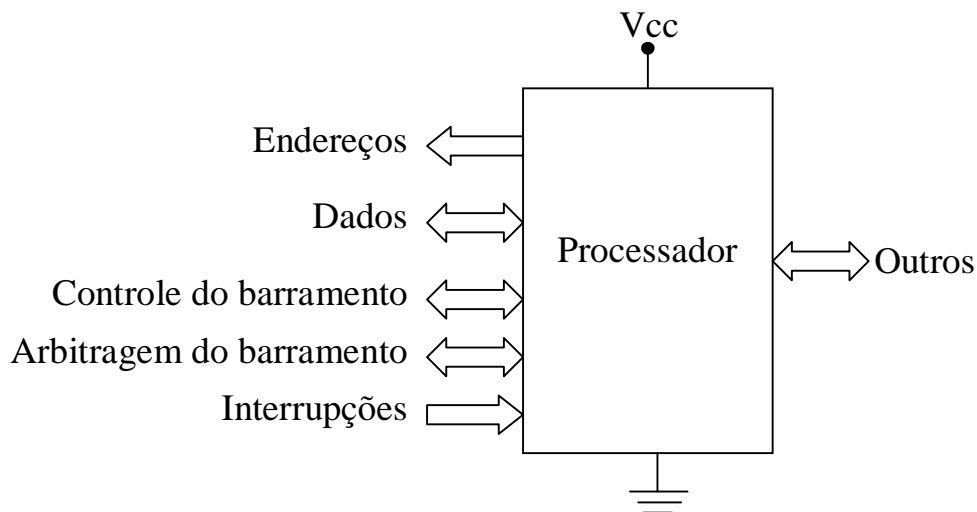 Vcc
Endereços
Dados
Processador
Outros
Controle do barramento
Arbitragem do barramento
Interrupções